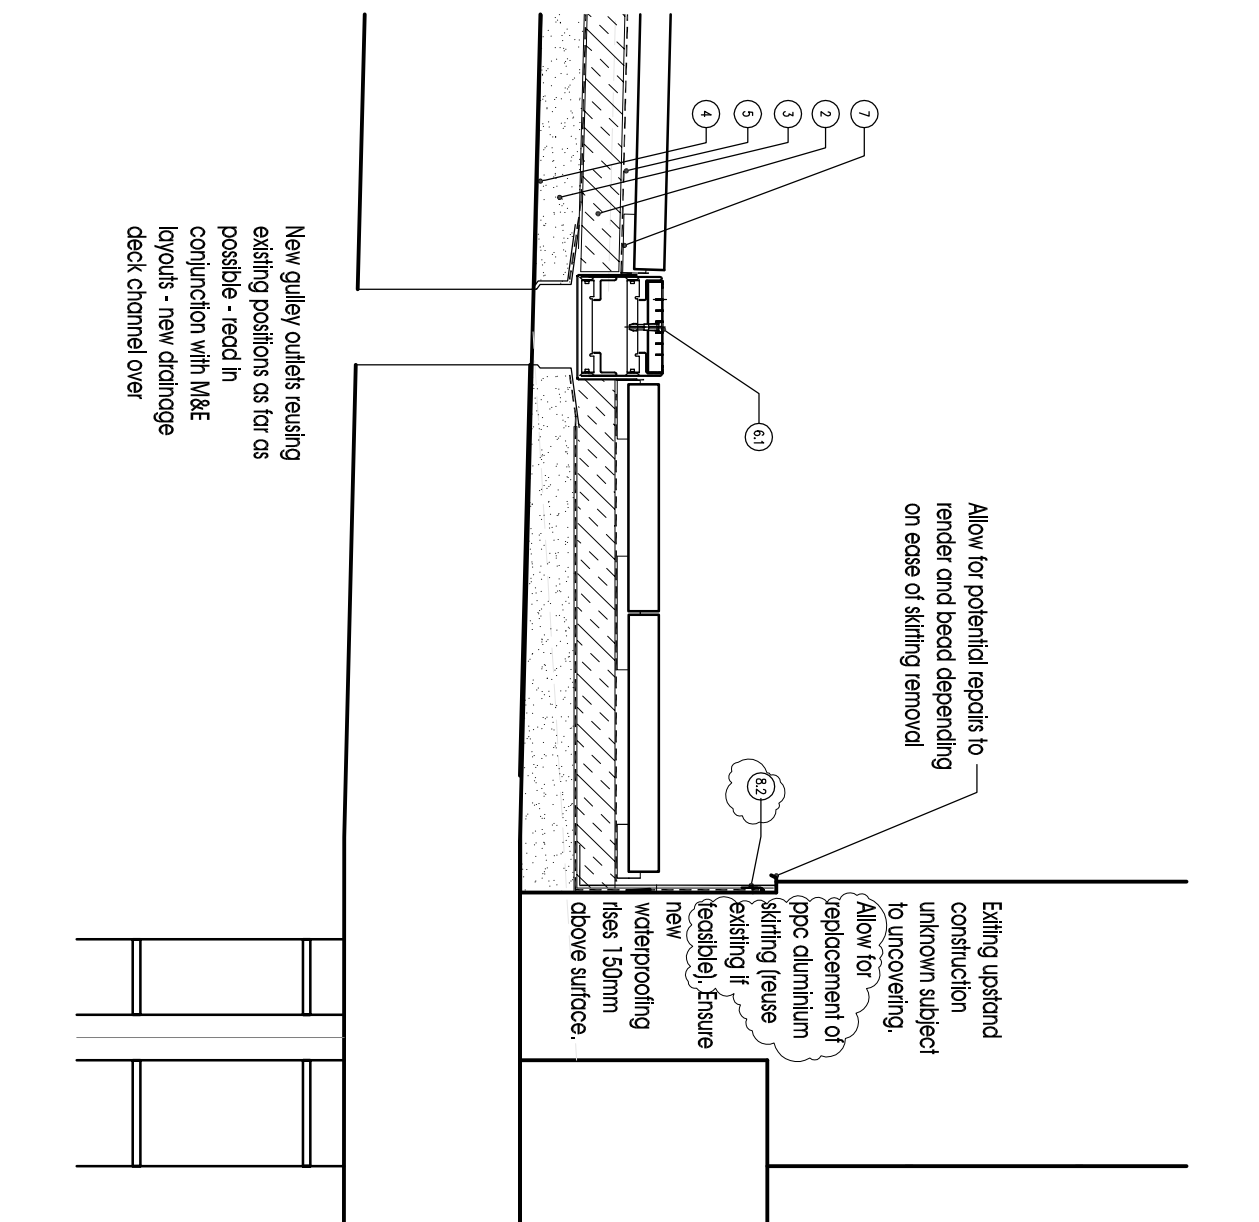 7
2
3
5
4
6.1
Allow for potential repairs to
render and bead depending
on ease of skirting removal
8.2
Exiting upstand
construction
unknown subject
to uncovering.
Allow for
replacement of
ppc aluminium
skirting (reuse
existing if
feasible). Ensure
new
waterproofing
rises 150mm
above surface.
New gulley outlets reusing
existing positions as far as
possible - read in
conjunction with M&E
layouts - new drainage
deck channel over